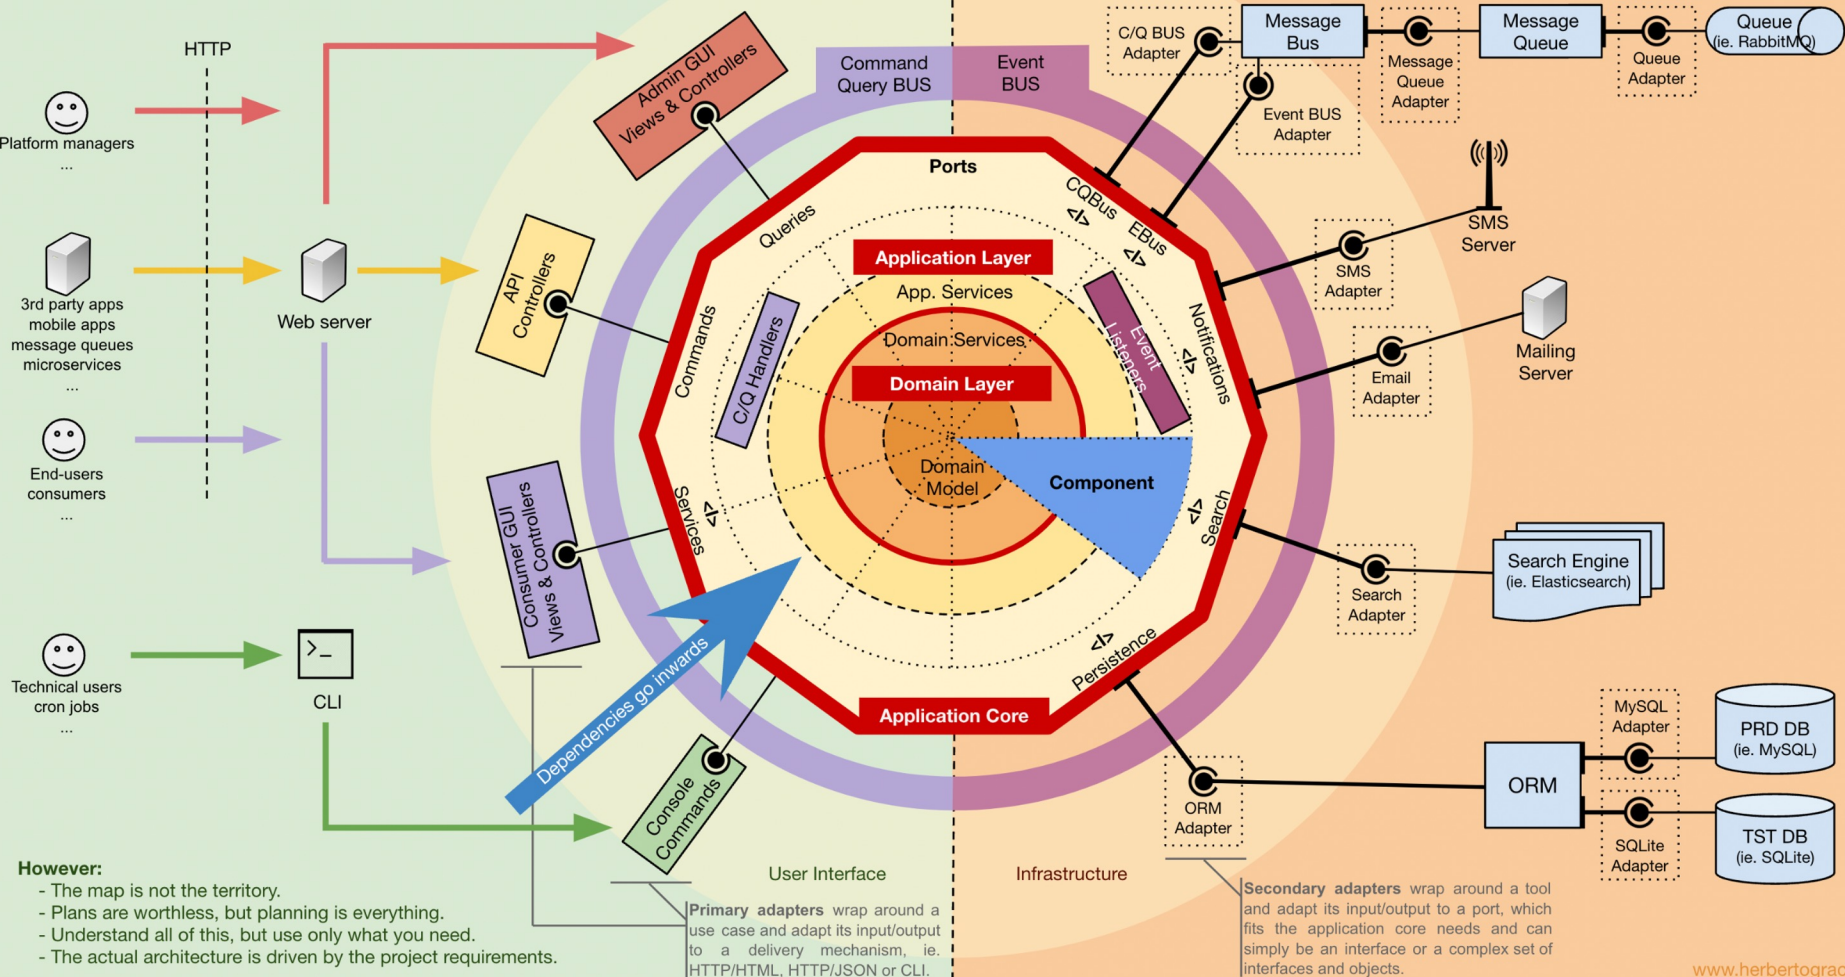 HTTP
Platform managers
...
3rd party apps
mobile apps
message queues
microservices
...
End-users
consumers
...
Technical users
cron jobs
...
Web server
CLI
>_
Admin GUI
Views & Controllers
API
Controllers
Consumer GUI
Views & Controllers
Console
Commands
Dependencies go inwards
Command
Query BUS
Event
BUS
Ports
Queries
Commands
Services
</>
C/Q Handlers
Application Layer
App. Services
Domain Services
Domain Layer
Domain
Model
Component
Event
Listeners
CQBus
</>
EBus
</>
Notifications
</>
Search
</>
Persistence
</>
Application Core
C/Q BUS
Adapter
Message
Bus
Message
Queue
Adapter
Message
Queue
Queue
Adapter
Queue
(ie. RabbitMQ)
Event BUS
Adapter
SMS
Server
SMS
Adapter
Mailing
Server
Email
Adapter
Search Engine
(ie. Elasticsearch)
Search
Adapter
ORM
Adapter
ORM
MySQL
Adapter
PRD DB
(ie. MySQL)
SQLite
Adapter
TST DB
(ie. SQLite)
User Interface
Infrastructure
However:
- The map is not the territory.
- Plans are worthless, but planning is everything.
- Understand all of this, but use only what you need.
- The actual architecture is driven by the project requirements.
Primary adapters wrap around a
use case and adapt its input/output
to a delivery mechanism, ie.
HTTP/HTML, HTTP/JSON or CLI.
Secondary adapters wrap around a tool
and adapt its input/output to a port, which
fits the application core needs and can
simply be an interface or a complex set of
interfaces and objects.
www.herbertograc